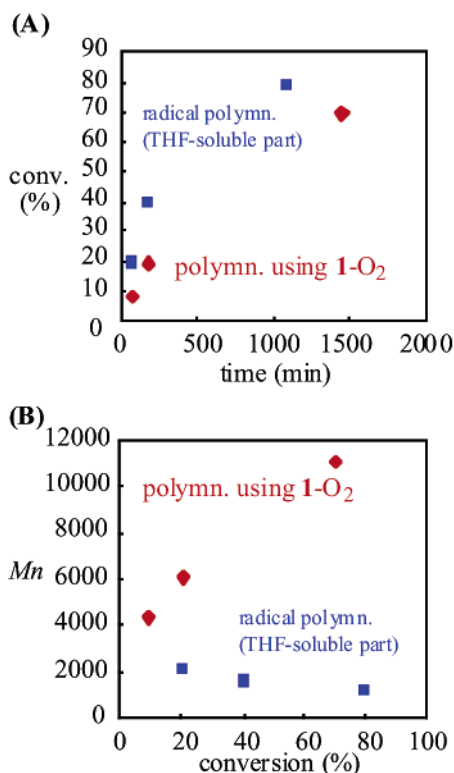 (A)
90
80
70
60
50
40
30
20
10
0
conv.
(%)
radical polymn.
(THF-soluble part)
polymn. using 1-O₂
0 500 1000 1500 2000
time (min)
(B)
12000
10000
8000
6000
4000
2000
0
Mn
polymn. using 1-O₂
radical polymn.
(THF-soluble part)
0 20 40 60 80 100
conversion (%)